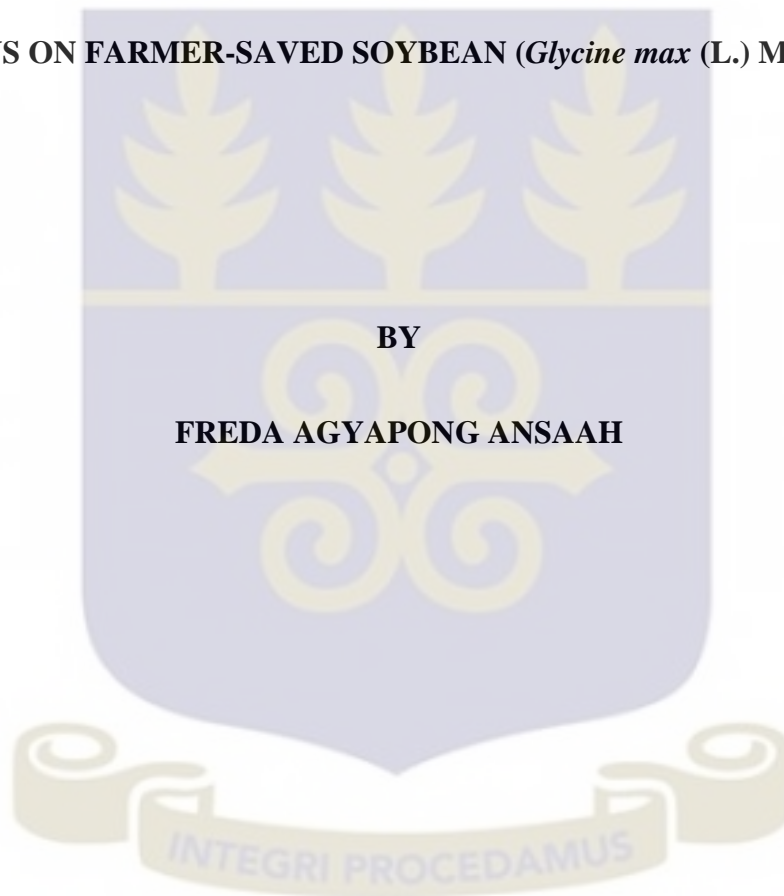 ON FARMER-SAVED SOYBEAN (Glycine max (L.)
BY
FREDA AGYAPONG ANSAAH
INTEGRI PROCEDAMUS